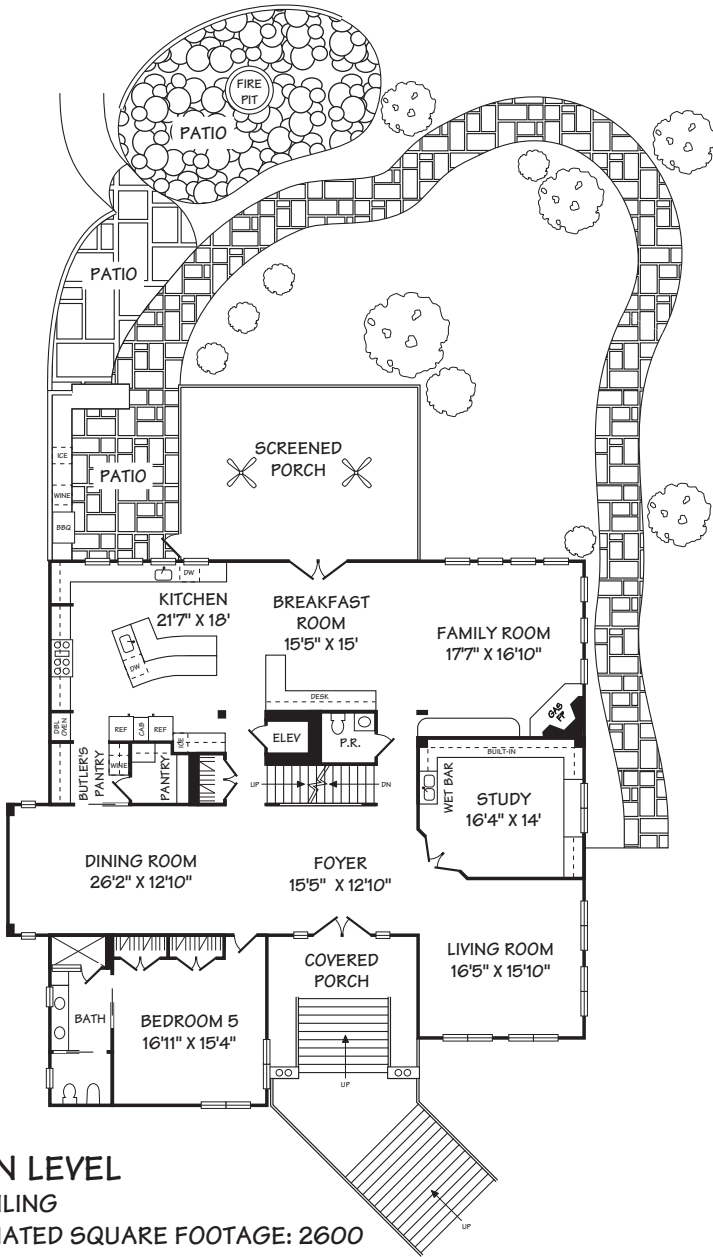 FIRE
PIT
PATIO
PATIO
SCREENED
PORCH
ICE
PATIO
WINE
BBQ
DW
KITCHEN
21'7" X 18'
BREAKFAST
ROOM
15'5" X 15'
FAMILY ROOM
17'7" X 16'10"
DW
DESK
GAS
FP
DBL
OVEN
REF
CAB
REF
ICE
ELEV
P.R.
BUILT-IN
BUTLER'S
PANTRY
WINE
PANTRY
UP
DN
WET BAR
STUDY
16'4" X 14'
DINING ROOM
26'2" X 12'10"
FOYER
15'5" X 12'10"
LIVING ROOM
16'5" X 15'10"
COVERED
PORCH
BATH
BEDROOM 5
16'11" X 15'4"
UP
N LEVEL
ILING
IATED SQUARE FOOTAGE: 2600
UP